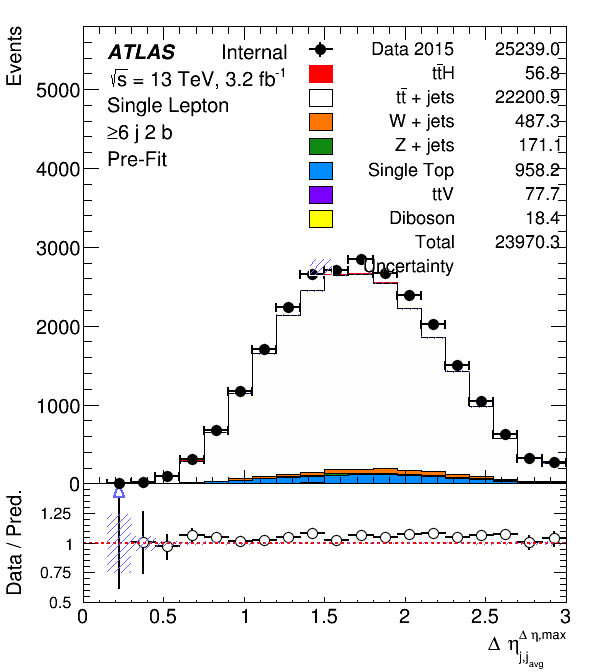 Events
ATLAS Internal
√s = 13 TeV, 3.2 fb⁻¹
Single Lepton
≥6 j 2 b
Pre-Fit
Data 2015 25239.0
tt̄H 56.8
tt̄ + jets 22200.9
W + jets 487.3
Z + jets 171.1
Single Top 958.2
ttV 77.7
Diboson 18.4
Total 23970.3
Uncertainty
5000
4000
3000
2000
1000
0
Data / Pred.
1.25
1
0.75
0.5
0 0.5 1 1.5 2 2.5 3
Δ η_{j,j_{avg}}^{Δ η,max}